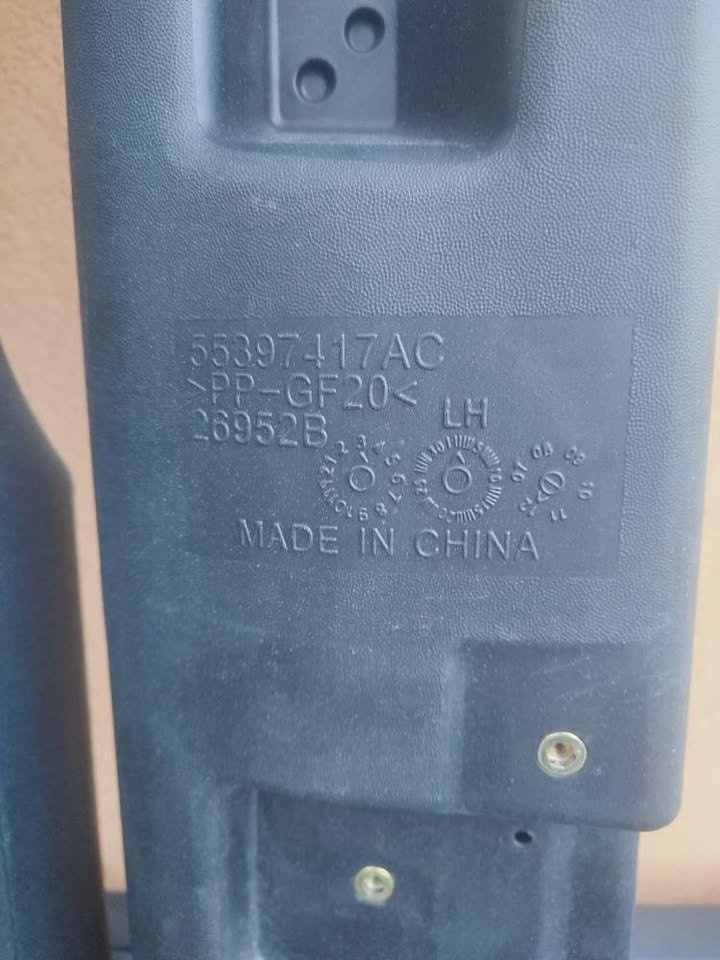 55397417AC
>PP-GF20<
26952B
LH
MADE IN CHINA